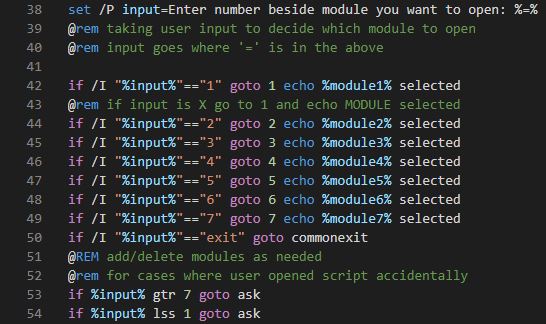 38 set /P input=Enter number beside module you want to open: %=%
39 @rem taking user input to decide which module to open
40 @rem input goes where '=' is in the above
41
42 if /I "%input%"=="1" goto 1 echo %module1% selected
43 @rem if input is X go to 1 and echo MODULE selected
44 if /I "%input%"=="2" goto 2 echo %module2% selected
45 if /I "%input%"=="3" goto 3 echo %module3% selected
46 if /I "%input%"=="4" goto 4 echo %module4% selected
47 if /I "%input%"=="5" goto 5 echo %module5% selected
48 if /I "%input%"=="6" goto 6 echo %module6% selected
49 if /I "%input%"=="7" goto 7 echo %module7% selected
50 if /I "%input%"=="exit" goto commonexit
51 @REM add/delete modules as needed
52 @rem for cases where user opened script accidentally
53 if %input% gtr 7 goto ask
54 if %input% lss 1 goto ask